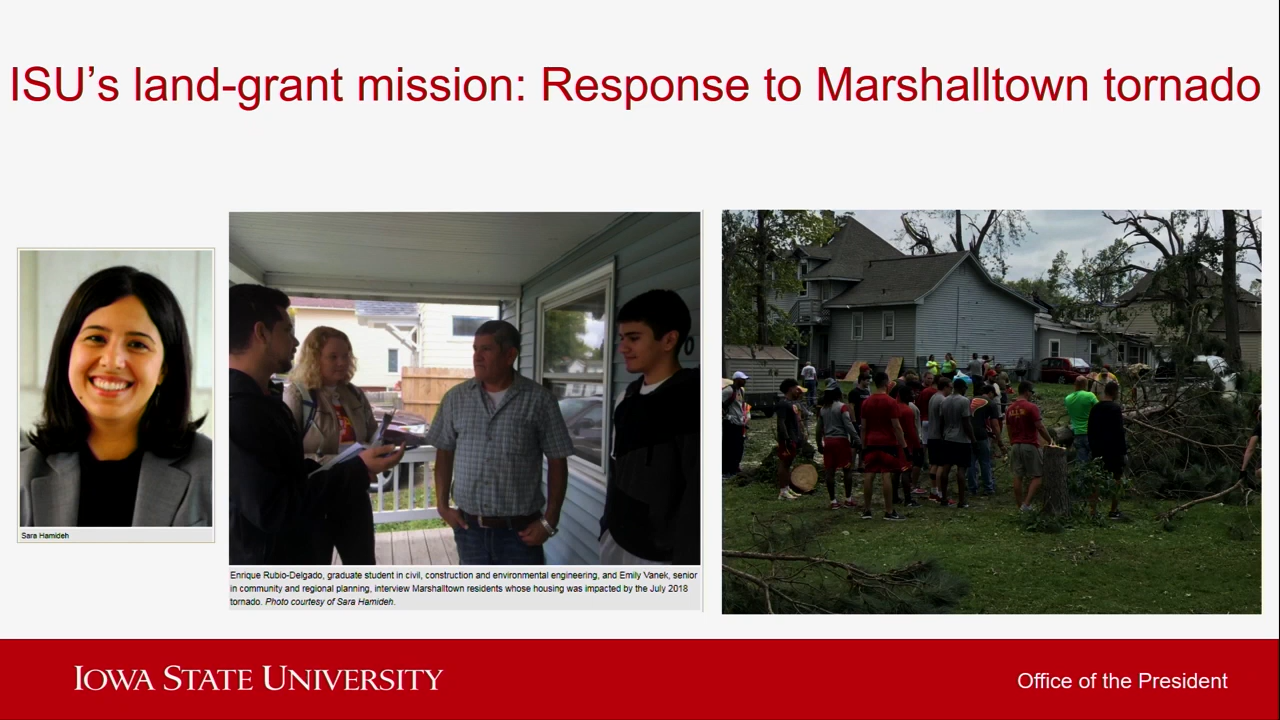 ISU's land-grant mission: Response to Marshalltown tornado
Sara Hamideh
Enrique Rubio-Delgado, graduate student in civil, construction and environmental engineering, and Emily Vanek, senior
in community and regional planning, interview Marshalltown residents whose housing was impacted by the July 2018
tornado. Photo courtesy of Sara Hamideh.
IOWA STATE UNIVERSITY
Office of the President